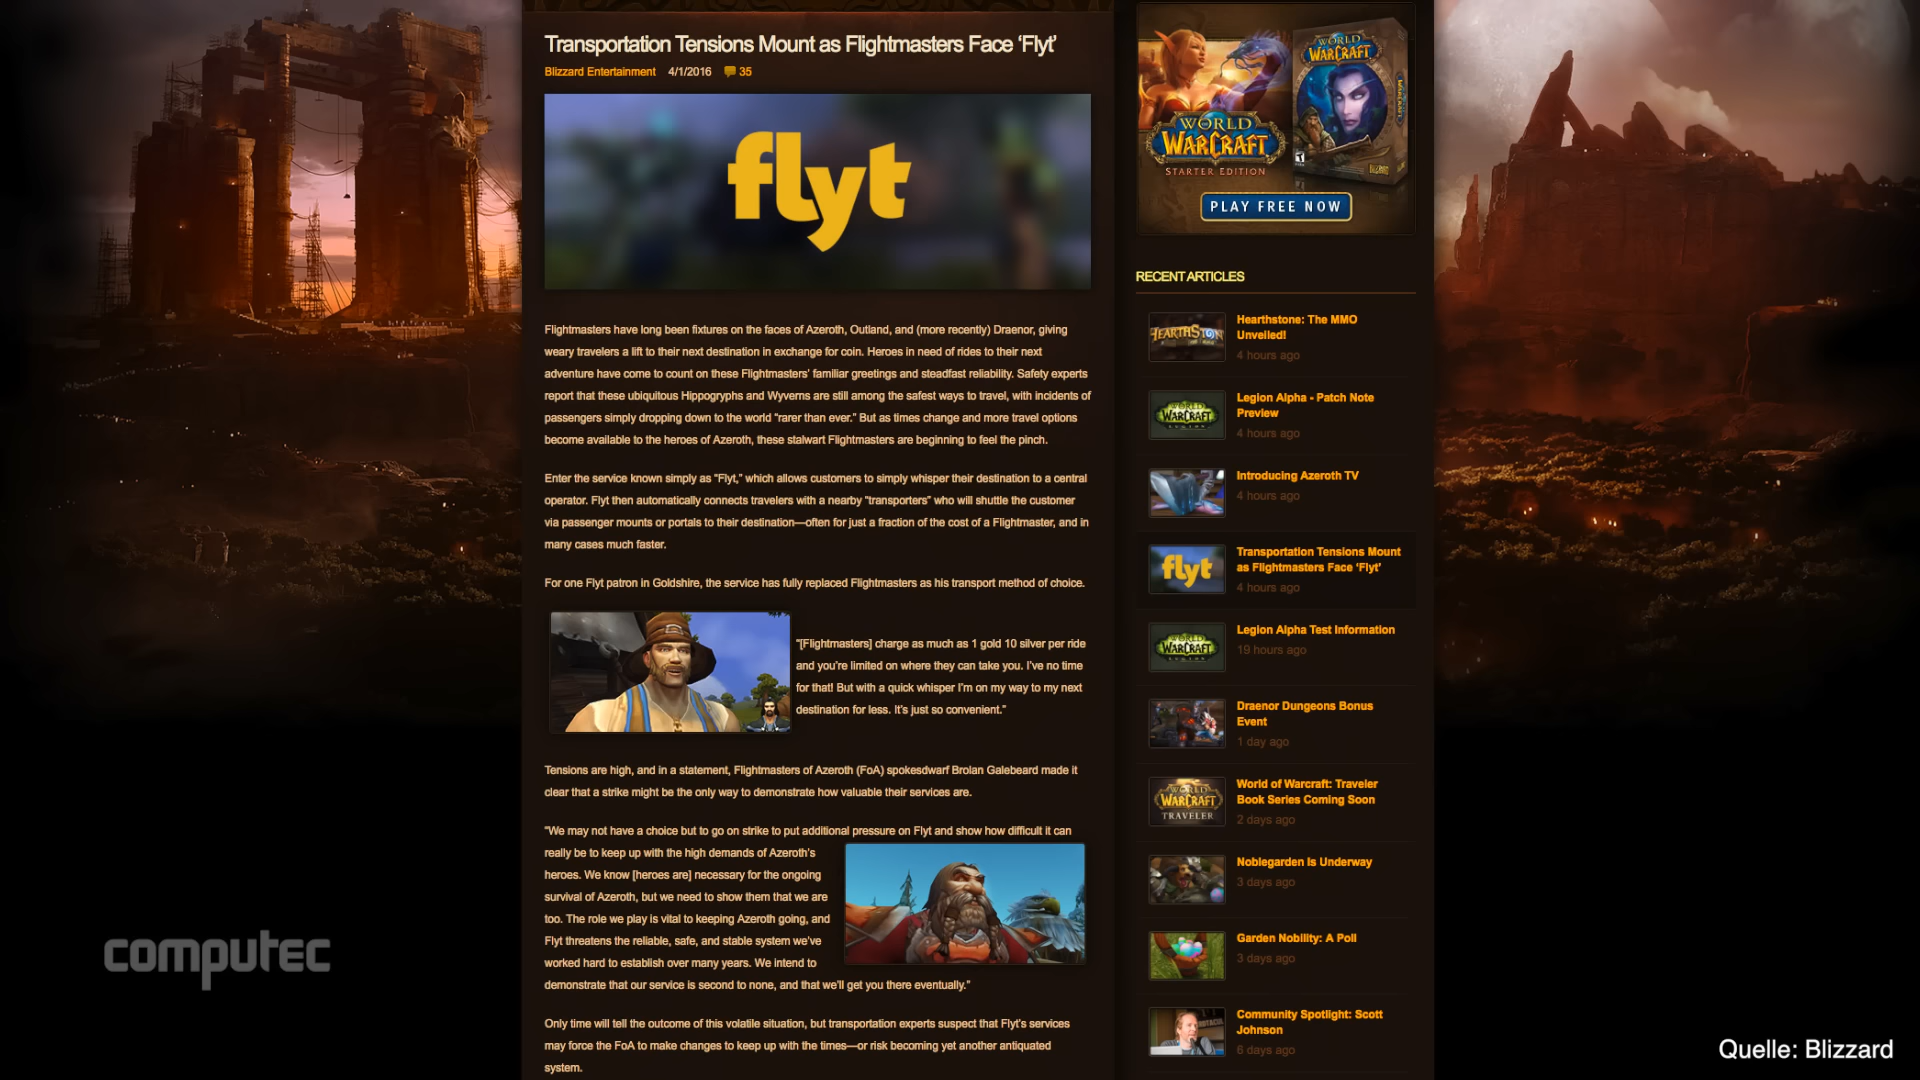 Transportation Tensions Mount as Flightmasters Face ‘Flyt’
Blizzard Entertainment 4/1/2016 35
flyt
Flightmasters have long been fixtures on the faces of Azeroth, Outland, and (more recently) Draenor, giving
weary travelers a lift to their next destination in exchange for coin. Heroes in need of rides to their next
adventure have come to count on these Flightmasters’ familiar greetings and steadfast reliability. Safety experts
report that these ubiquitous Hippogryphs and Wyverns are still among the safest ways to travel, with incidents of
passengers simply dropping down to the world “rarer than ever.” But as times change and more travel options
become available to the heroes of Azeroth, these stalwart Flightmasters are beginning to feel the pinch.
Enter the service known simply as “Flyt,” which allows customers to simply whisper their destination to a central
operator. Flyt then automatically connects travelers with a nearby “transporters” who will shuttle the customer
via passenger mounts or portals to their destination—often for just a fraction of the cost of a Flightmaster, and in
many cases much faster.
For one Flyt patron in Goldshire, the service has fully replaced Flightmasters as his transport method of choice.
“[Flightmasters] charge as much as 1 gold 10 silver per ride
and you’re limited on where they can take you. I’ve no time
for that! But with a quick whisper I’m on my way to my next
destination for less. It’s just so convenient.”
Tensions are high, and in a statement, Flightmasters of Azeroth (FoA) spokesdwarf Brolan Galebeard made it
clear that a strike might be the only way to demonstrate how valuable their services are.
“We may not have a choice but to go on strike to put additional pressure on Flyt and show how difficult it can
really be to keep up with the high demands of Azeroth’s
heroes. We know [heroes are] necessary for the ongoing
survival of Azeroth, but we need to show them that we are
too. The role we play is vital to keeping Azeroth going, and
Flyt threatens the reliable, safe, and stable system we’ve
worked hard to establish over many years. We intend to
demonstrate that our service is second to none, and that we’ll get you there eventually.”
Only time will tell the outcome of this volatile situation, but transportation experts suspect that Flyt’s services
may force the FoA to make changes to keep up with the times—or risk becoming yet another antiquated
system.
WORLD
WARCRAFT
STARTER EDITION
WORLD
WARCRAFT
PLAY FREE NOW
RECENT ARTICLES
HEARTHSTONE
Hearthstone: The MMO
Unveiled!
4 hours ago
WORLD
WARCRAFT
LEGION
Legion Alpha - Patch Note
Preview
4 hours ago
Introducing Azeroth TV
4 hours ago
flyt
Transportation Tensions Mount
as Flightmasters Face ‘Flyt’
4 hours ago
WORLD
WARCRAFT
LEGION
Legion Alpha Test Information
19 hours ago
Draenor Dungeons Bonus
Event
1 day ago
WORLD
WARCRAFT
TRAVELER
World of Warcraft: Traveler
Book Series Coming Soon
2 days ago
Noblegarden Is Underway
3 days ago
Garden Nobility: A Poll
3 days ago
Community Spotlight: Scott
Johnson
6 days ago
computec
Quelle: Blizzard